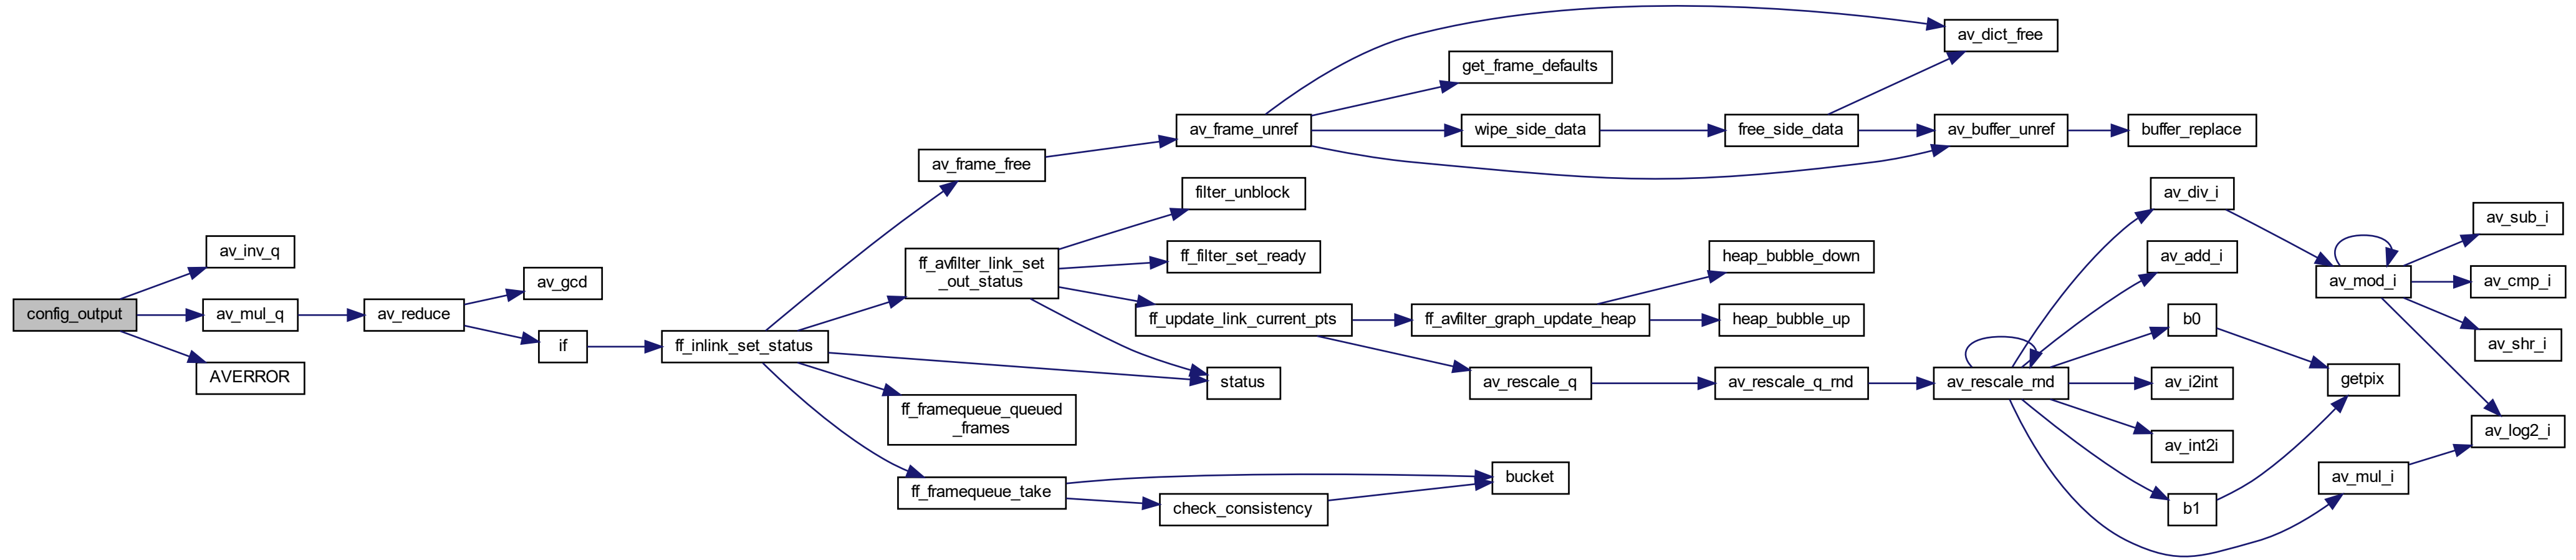 config_output
av_inv_q
av_mul_q
AVERROR
av_reduce
av_gcd
if
ff_inlink_set_status
av_frame_free
ff_avfilter_link_set
_out_status
status
ff_framequeue_queued
_frames
ff_framequeue_take
av_frame_unref
filter_unblock
ff_filter_set_ready
ff_update_link_current_pts
check_consistency
bucket
get_frame_defaults
wipe_side_data
ff_avfilter_graph_update_heap
av_rescale_q
free_side_data
heap_bubble_down
heap_bubble_up
av_rescale_q_rnd
av_dict_free
av_buffer_unref
buffer_replace
av_rescale_rnd
av_div_i
av_add_i
b0
av_i2int
av_int2i
b1
av_mod_i
getpix
av_mul_i
av_sub_i
av_cmp_i
av_shr_i
av_log2_i